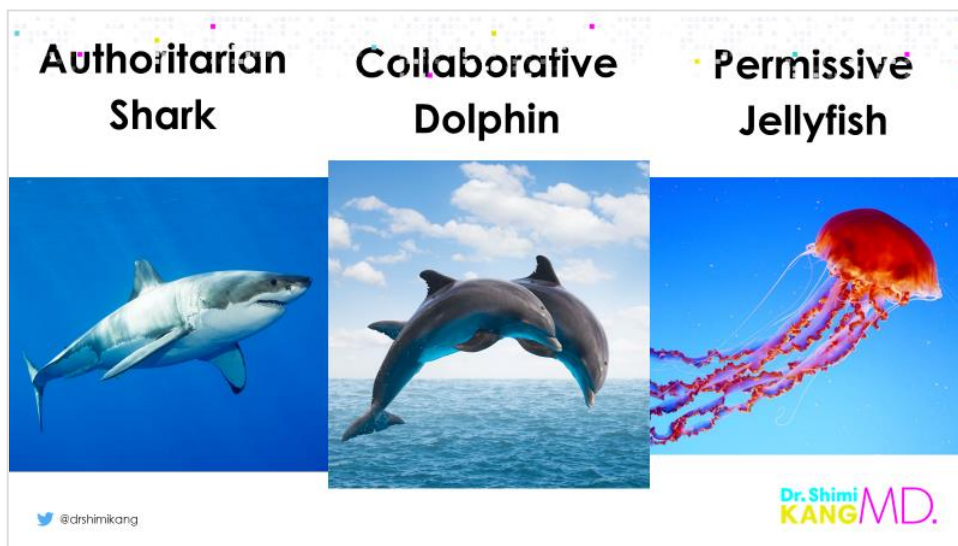 Authoritarian
Shark
Collaborative
Dolphin
Permissive
Jellyfish
@drshimikang
Dr. Shimi
KANG MD.